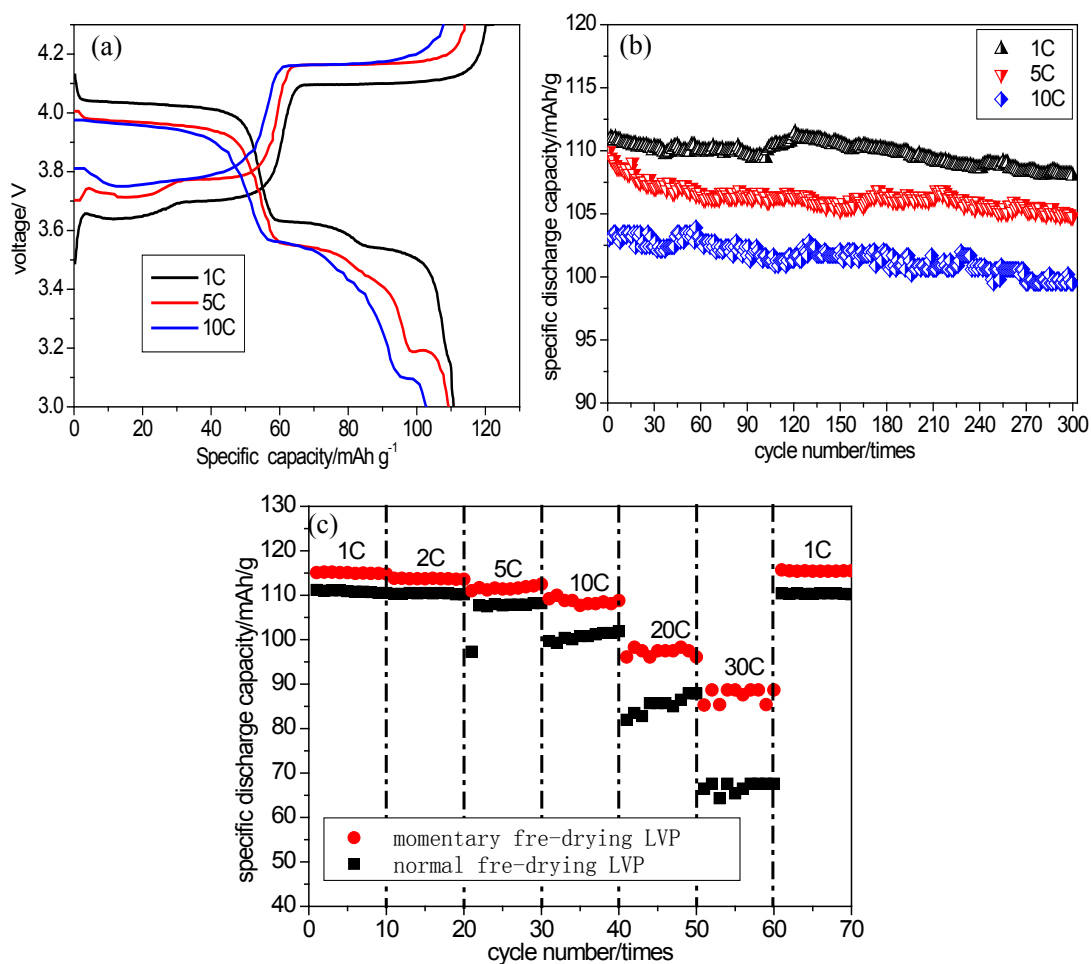 (a)
voltage/ V
4.2
4.0
3.8
3.6
3.4
3.2
3.0
1C
5C
10C
0 20 40 60 80 100 120
Specific capacity/mAh g-1
(b)
specific discharge capacity/mAh/g
120
115
110
105
100
95
90
1C
5C
10C
0 30 60 90 120 150 180 210 240 270 300
cycle number/times
(c)
specific discharge capacity/mAh/g
130
120
110
100
90
80
70
60
50
40
1C 2C 5C 10C 20C 30C 1C
momentary fre-drying LVP
normal fre-drying LVP
0 10 20 30 40 50 60 70
cycle number/times